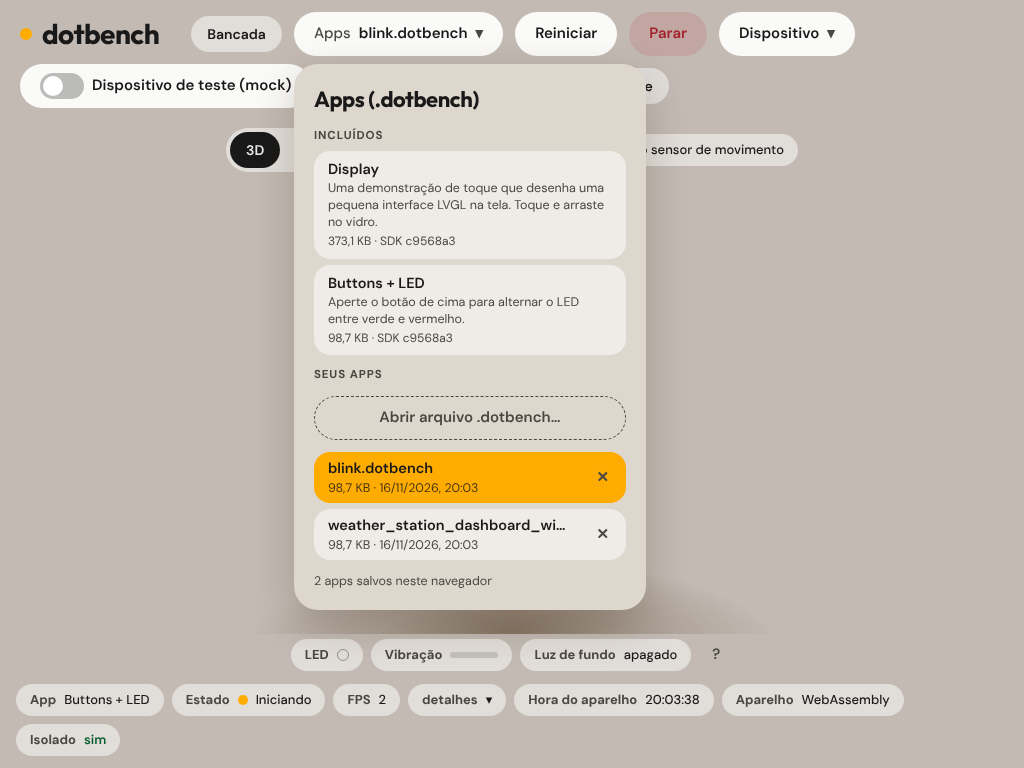 dotbench
Bancada
Apps blink.dotbench ▾
Reiniciar
Parar
Dispositivo ▾
Dispositivo de teste (mock)
e
3D
sensor de movimento
Apps (.dotbench)
INCLUÍDOS
Display
Uma demonstração de toque que desenha uma
pequena interface LVGL na tela. Toque e arraste
no vidro.
373,1 KB · SDK c9568a3
Buttons + LED
Aperte o botão de cima para alternar o LED
entre verde e vermelho.
98,7 KB · SDK c9568a3
SEUS APPS
Abrir arquivo .dotbench…
blink.dotbench
98,7 KB · 16/11/2026, 20:03
✕
weather_station_dashboard_wi…
98,7 KB · 16/11/2026, 20:03
✕
2 apps salvos neste navegador
LED
Vibração
Luz de fundo apagado
?
App Buttons + LED
Estado Iniciando
FPS 2
detalhes ▾
Hora do aparelho 20:03:38
Aparelho WebAssembly
Isolado sim